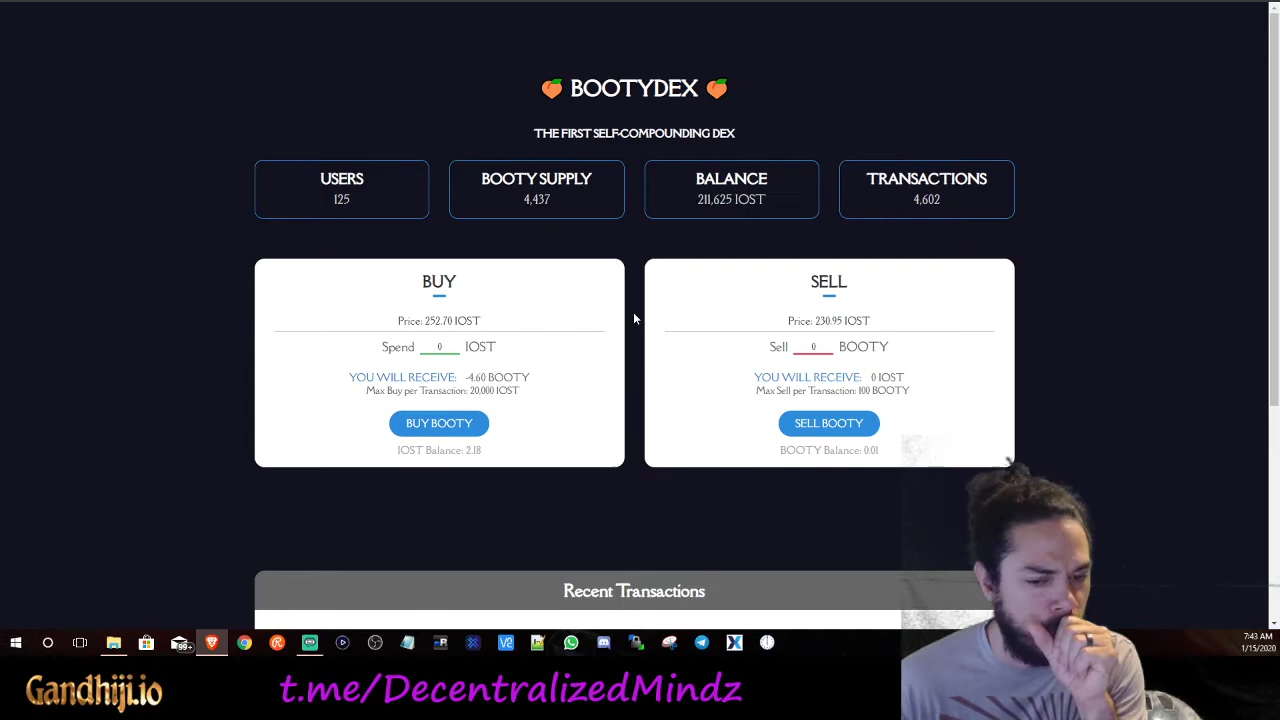 BOOTYDEX
THE FIRST SELF-COMPOUNDING DEX
USERS
125
BOOTY SUPPLY
4,437
BALANCE
211,625 IOST
TRANSACTIONS
4,602
BUY
Price: 252.70 IOST
Spend 0 IOST
YOU WILL RECEIVE: -4.60 BOOTY
Max Buy per Transaction: 20,000 IOST
BUY BOOTY
IOST Balance: 2.18
SELL
Price: 230.95 IOST
Sell 0 BOOTY
YOU WILL RECEIVE: 0 IOST
Max Sell per Transaction: 100 BOOTY
SELL BOOTY
BOOTY Balance: 0.01
Recent Transactions
99+
7:43 AM
1/15/2020
Gandhiji.io
t.me/DecentralizedMindz